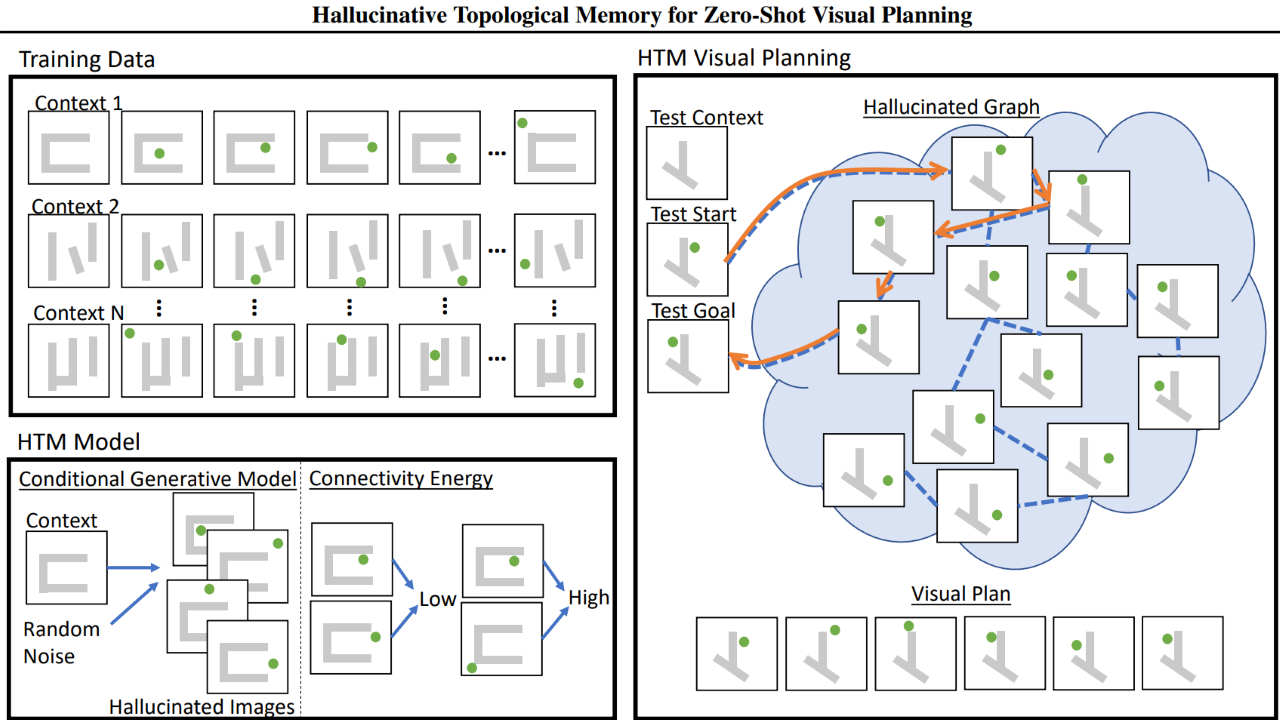 Hallucinative Topological Memory for Zero-Shot Visual Planning
Training Data
Context 1
...
Context 2
...
Context N
...
HTM Model
Conditional Generative Model
Context
Random
Noise
Hallucinated Images
Connectivity Energy
Low
High
HTM Visual Planning
Test Context
Test Start
Test Goal
Hallucinated Graph
Visual Plan